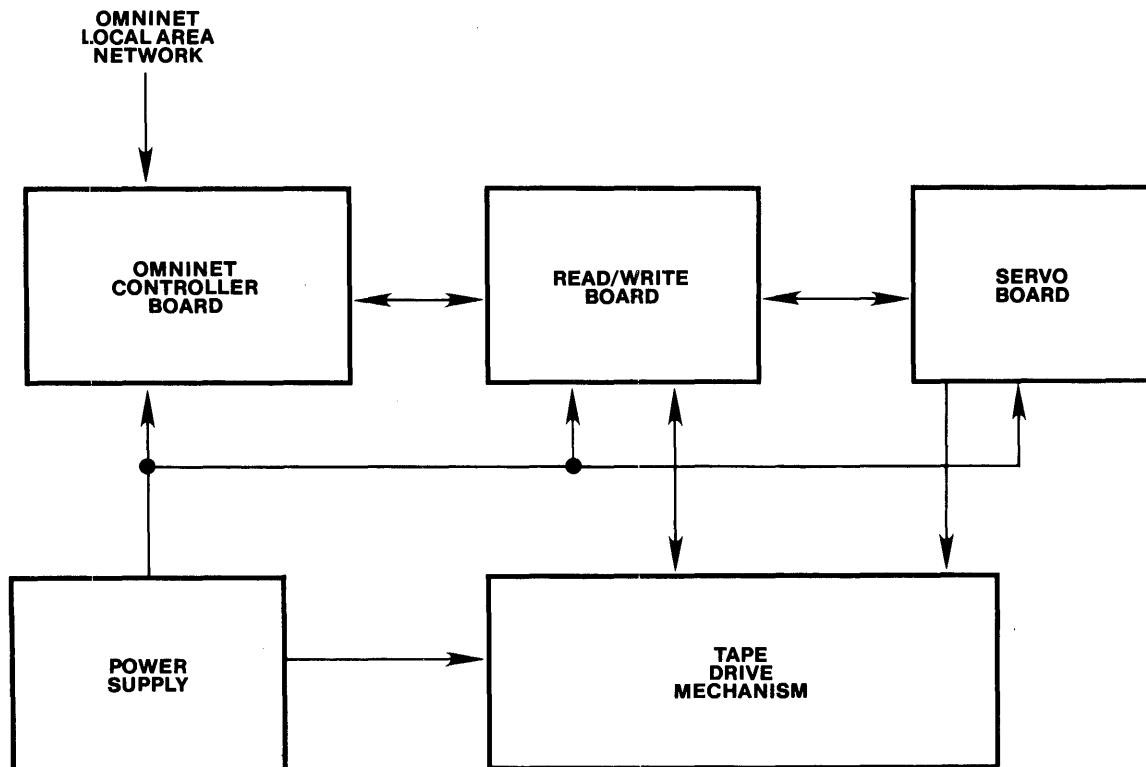 OMNINET
LOCAL AREA
NETWORK
OMNINET
CONTROLLER
BOARD
READ/WRITE
BOARD
SERVO
BOARD
POWER
SUPPLY
TAPE
DRIVE
MECHANISM